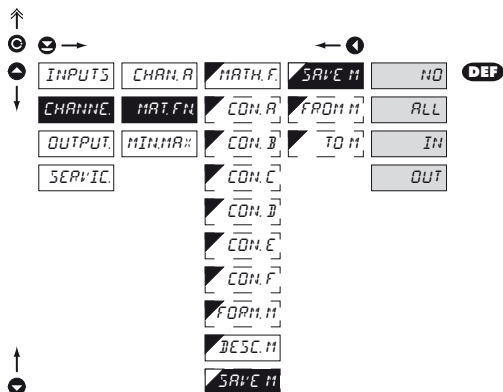 INPUTS CHAN. A MATH. F. SAVE M NO DEF
CHANNE. MAT. FN. CON. A FROM M ALL
OUTPUT. MIN.MAX CON. B TO M IN
SERVIC. CON. C OUT
CON. D
CON. E
CON. F
FORM. M
DESC. M
SAVE M